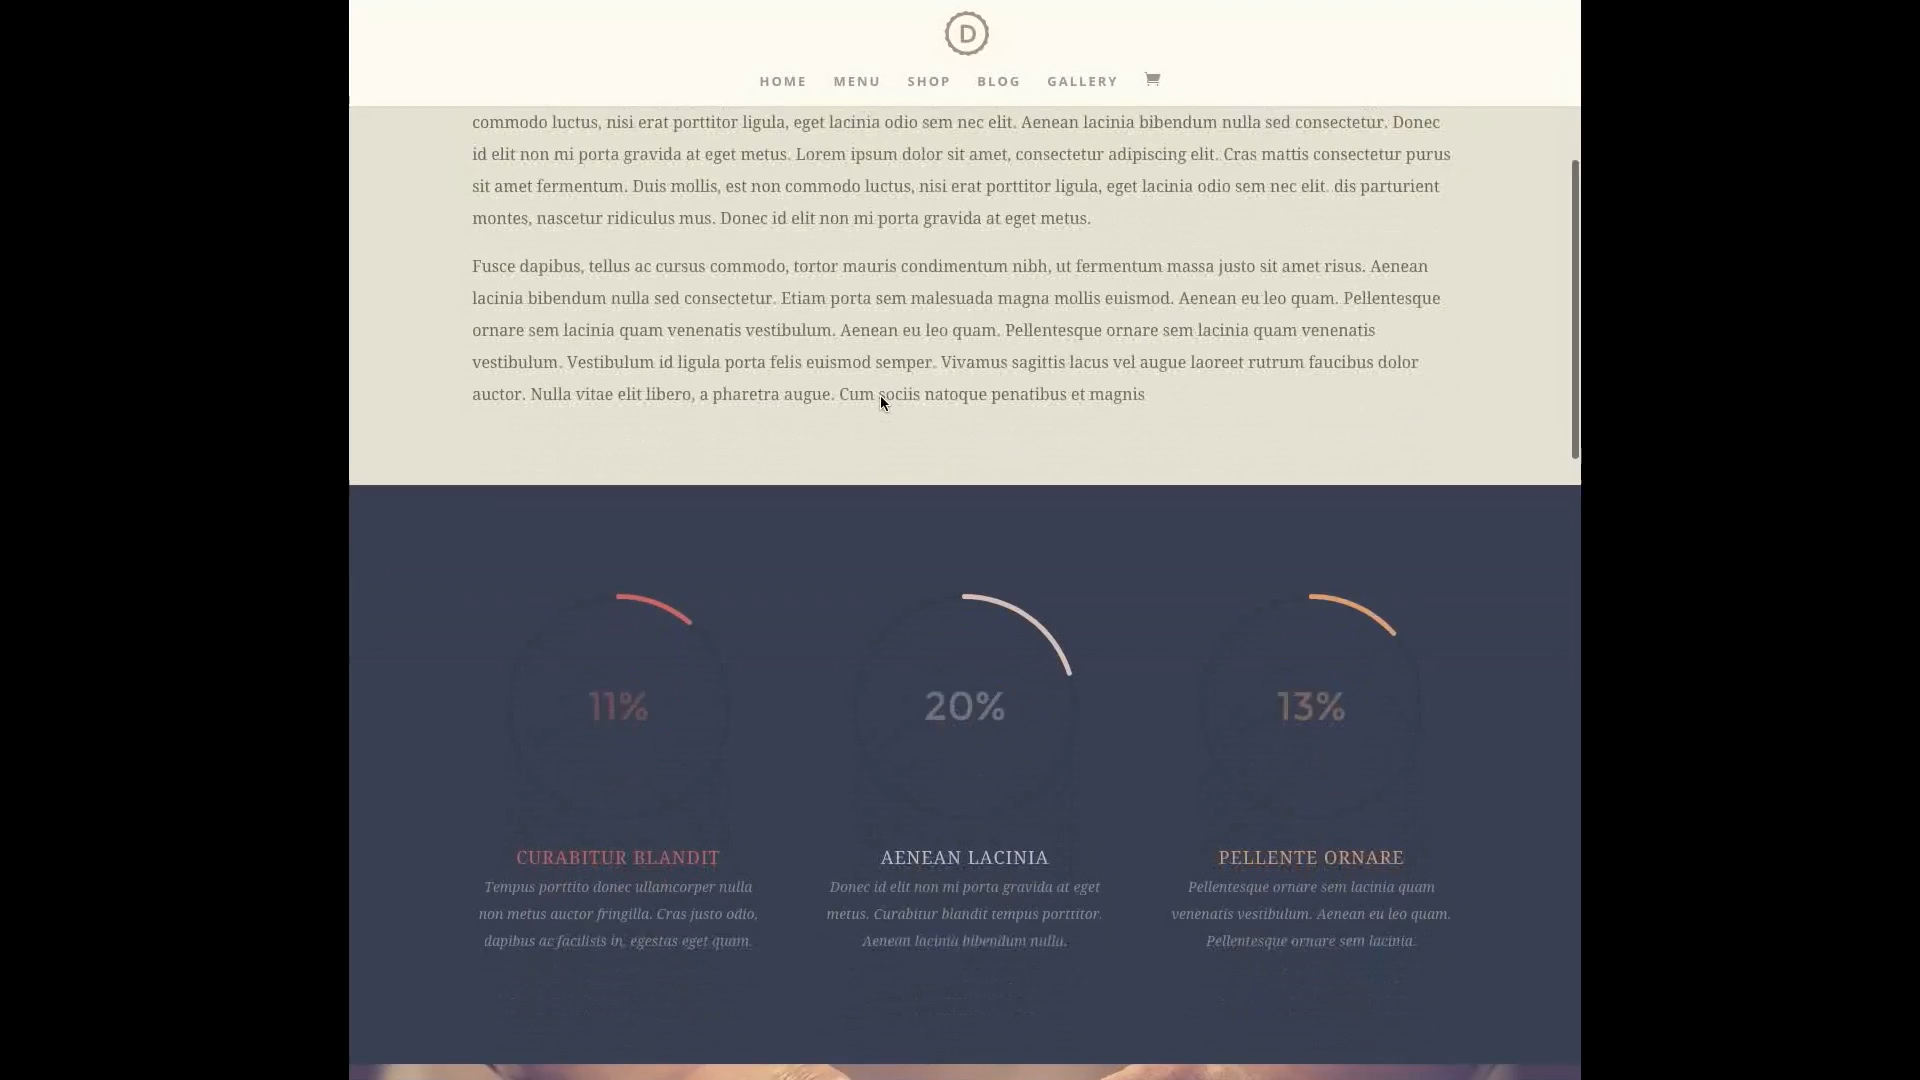 D
HOME MENU SHOP BLOG GALLERY
commodo luctus, nisi erat porttitor ligula, eget lacinia odio sem nec elit. Aenean lacinia bibendum nulla sed consectetur. Donec
id elit non mi porta gravida at eget metus. Lorem ipsum dolor sit amet, consectetur adipiscing elit. Cras mattis consectetur purus
sit amet fermentum. Duis mollis, est non commodo luctus, nisi erat porttitor ligula, eget lacinia odio sem nec elit. dis parturient
montes, nascetur ridiculus mus. Donec id elit non mi porta gravida at eget metus.
Fusce dapibus, tellus ac cursus commodo, tortor mauris condimentum nibh, ut fermentum massa justo sit amet risus. Aenean
lacinia bibendum nulla sed consectetur. Etiam porta sem malesuada magna mollis euismod. Aenean eu leo quam. Pellentesque
ornare sem lacinia quam venenatis vestibulum. Aenean eu leo quam. Pellentesque ornare sem lacinia quam venenatis
vestibulum. Vestibulum id ligula porta felis euismod semper. Vivamus sagittis lacus vel augue laoreet rutrum faucibus dolor
auctor. Nulla vitae elit libero, a pharetra augue. Cum sociis natoque penatibus et magnis
11% 20% 13%
CURABITUR BLANDIT
Tempus porttito donec ullamcorper nulla
non metus auctor fringilla. Cras justo odio,
dapibus ac facilisis in, egestas eget quam.
AENEAN LACINIA
Donec id elit non mi porta gravida at eget
metus. Curabitur blandit tempus porttitor.
Aenean lacinia bibendum nulla.
PELLENTE ORNARE
Pellentesque ornare sem lacinia quam
venenatis vestibulum. Aenean eu leo quam.
Pellentesque ornare sem lacinia.